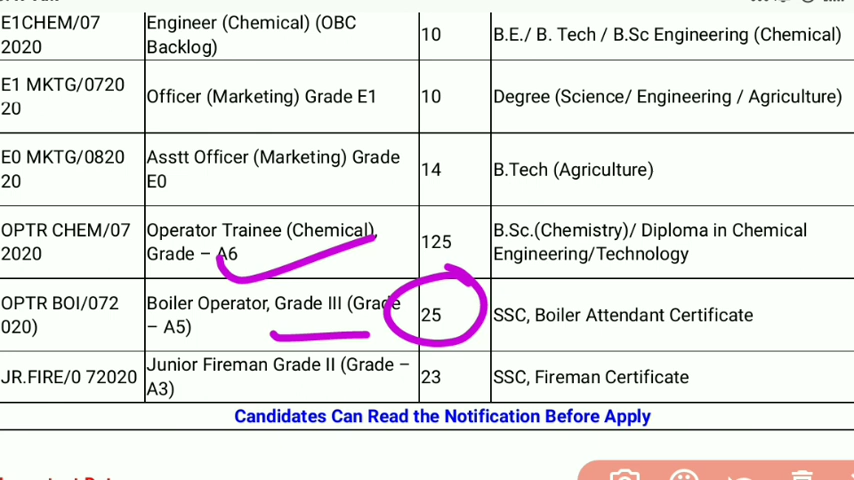 E1CHEM/07
2020
Engineer (Chemical) (OBC
Backlog)
10
B.E./ B. Tech / B.Sc Engineering (Chemical)
E1 MKTG/0720
20
Officer (Marketing) Grade E1
10
Degree (Science/ Engineering / Agriculture)
E0 MKTG/0820
20
Asstt Officer (Marketing) Grade
E0
14
B.Tech (Agriculture)
OPTR CHEM/07
2020
Operator Trainee (Chemical),
Grade – A6
125
B.Sc.(Chemistry)/ Diploma in Chemical
Engineering/Technology
OPTR BOI/072
020)
Boiler Operator, Grade III (Grade
– A5)
25
SSC, Boiler Attendant Certificate
JR.FIRE/0 72020
Junior Fireman Grade II (Grade –
A3)
23
SSC, Fireman Certificate
Candidates Can Read the Notification Before Apply